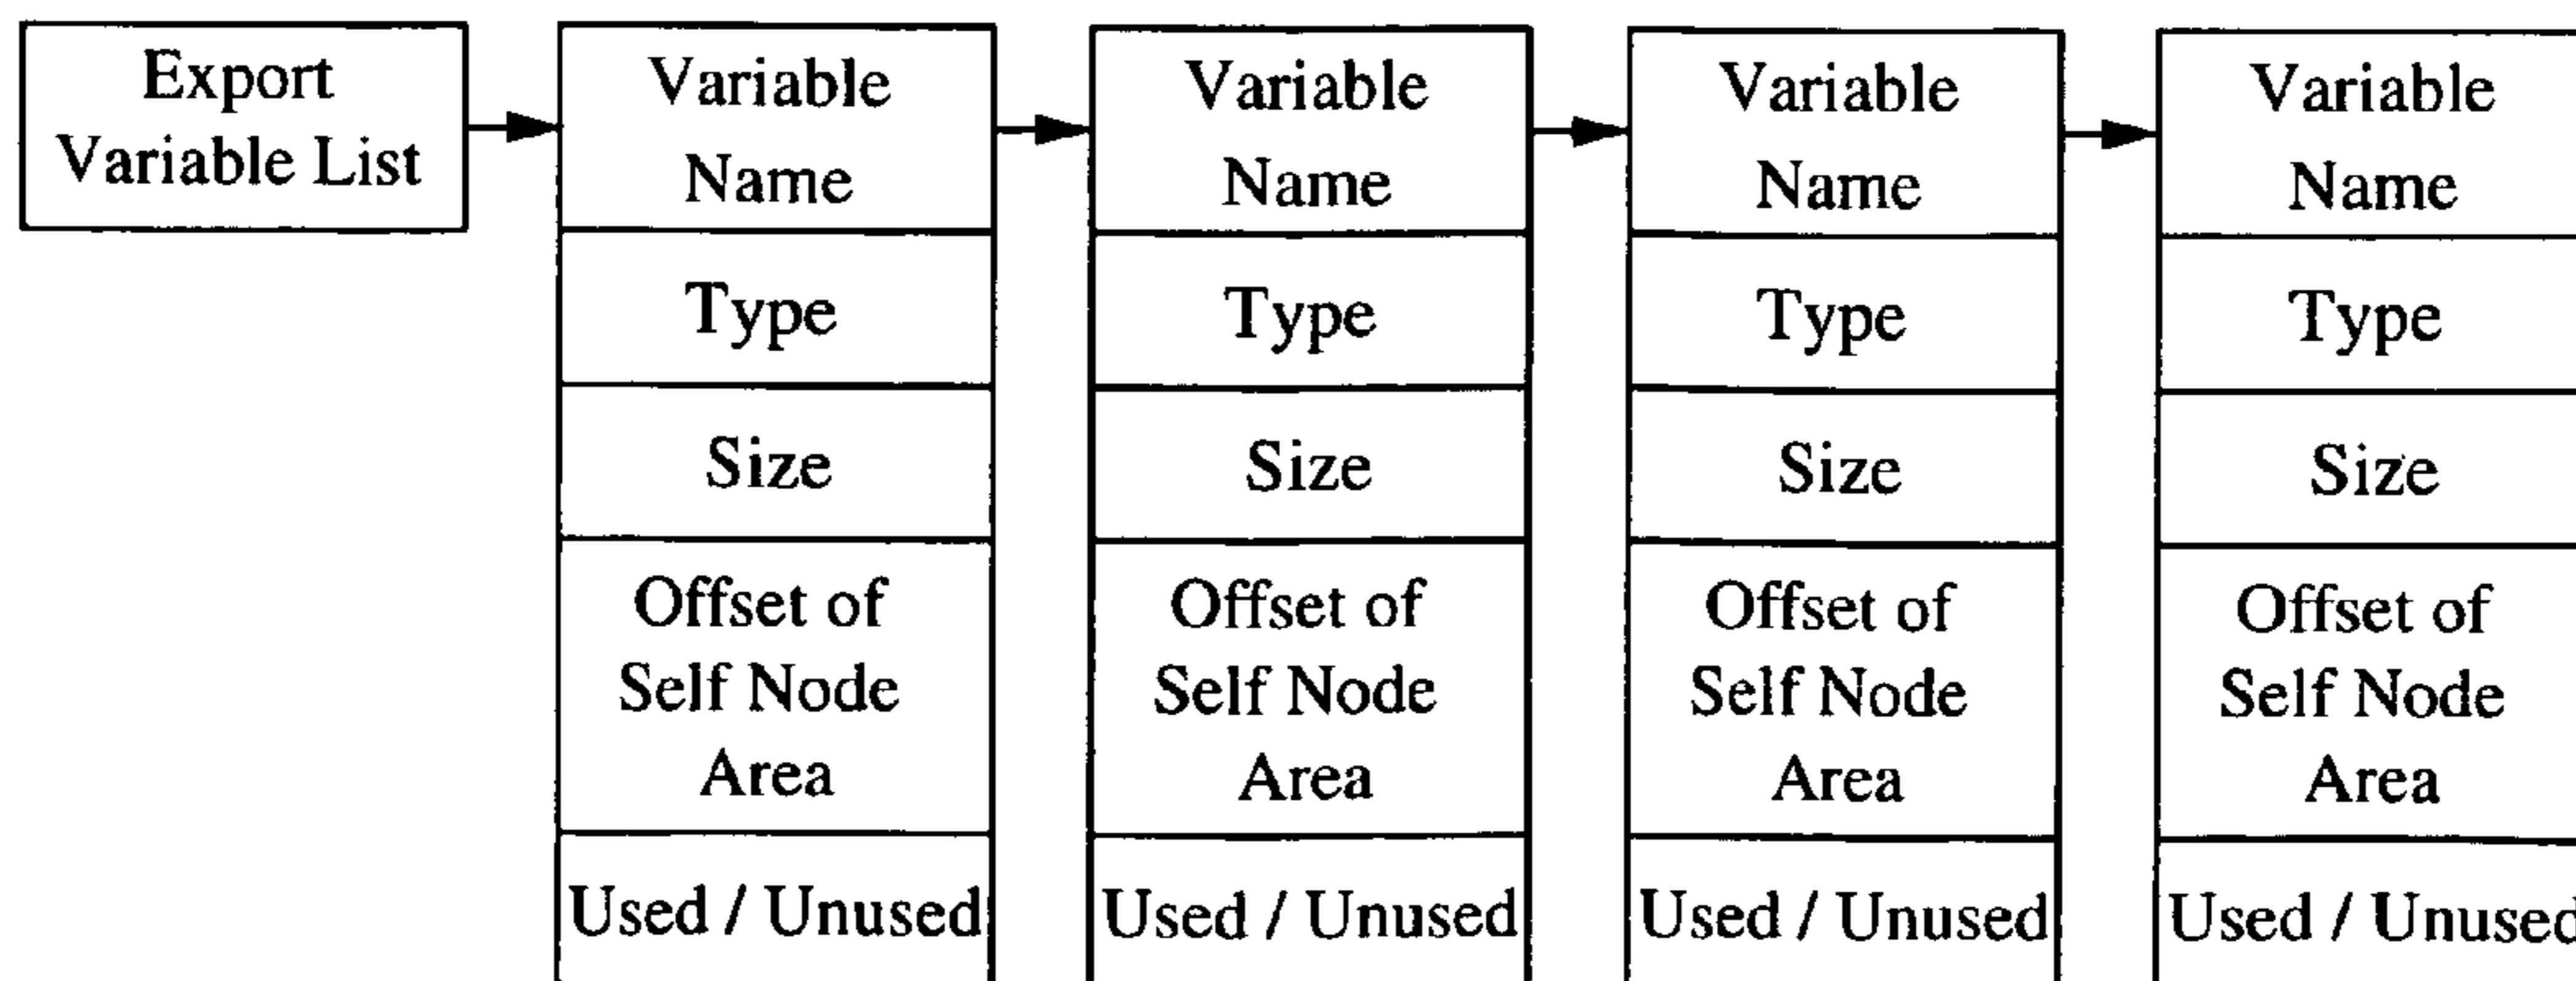 Export
Variable List
Variable
Name
Type
Size
Offset of
Self Node
Area
Used / Unused
Variable
Name
Type
Size
Offset of
Self Node
Area
Used / Unused
Variable
Name
Type
Size
Offset of
Self Node
Area
Used / Unused
Variable
Name
Type
Size
Offset of
Self Node
Area
Used / Unused